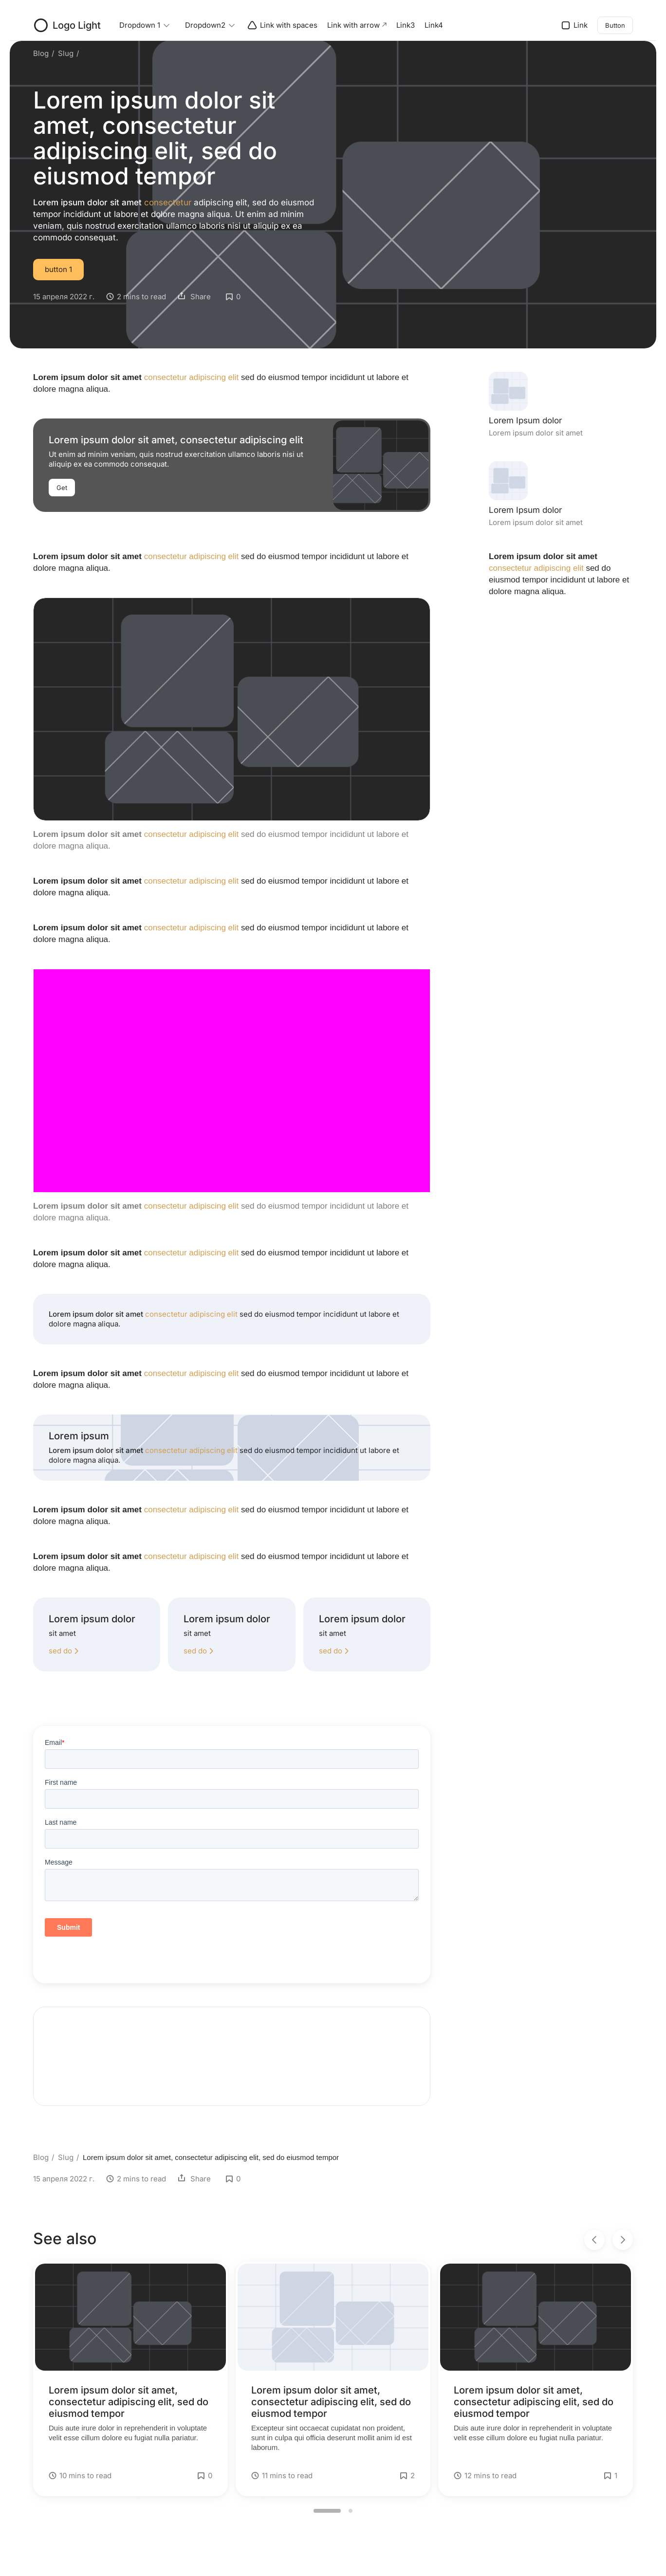 Logo Light Dropdown 1 Dropdown2 Link with spaces Link with arrow ↗ Link3 Link4 Link Button
Blog / Slug /
Lorem ipsum dolor sit
amet, consectetur
adipiscing elit, sed do
eiusmod tempor
Lorem ipsum dolor sit amet consectetur adipiscing elit, sed do eiusmod
tempor incididunt ut labore et dolore magna aliqua. Ut enim ad minim
veniam, quis nostrud exercitation ullamco laboris nisi ut aliquip ex ea
commodo consequat.
button 1
15 апреля 2022 г. 2 mins to read Share 0
Lorem ipsum dolor sit amet consectetur adipiscing elit sed do eiusmod tempor incididunt ut labore et
dolore magna aliqua.
Lorem ipsum dolor sit amet, consectetur adipiscing elit
Ut enim ad minim veniam, quis nostrud exercitation ullamco laboris nisi ut
aliquip ex ea commodo consequat.
Get
Lorem ipsum dolor sit amet consectetur adipiscing elit sed do eiusmod tempor incididunt ut labore et
dolore magna aliqua.
Lorem ipsum dolor sit amet consectetur adipiscing elit sed do eiusmod tempor incididunt ut labore et
dolore magna aliqua.
Lorem ipsum dolor sit amet consectetur adipiscing elit sed do eiusmod tempor incididunt ut labore et
dolore magna aliqua.
Lorem ipsum dolor sit amet consectetur adipiscing elit sed do eiusmod tempor incididunt ut labore et
dolore magna aliqua.
Lorem ipsum dolor sit amet consectetur adipiscing elit sed do eiusmod tempor incididunt ut labore et
dolore magna aliqua.
Lorem ipsum dolor sit amet consectetur adipiscing elit sed do eiusmod tempor incididunt ut labore et
dolore magna aliqua.
Lorem ipsum dolor sit amet consectetur adipiscing elit sed do eiusmod tempor incididunt ut labore et
dolore magna aliqua.
Lorem ipsum dolor sit amet consectetur adipiscing elit sed do eiusmod tempor incididunt ut labore et
dolore magna aliqua.
Lorem ipsum
Lorem ipsum dolor sit amet consectetur adipiscing elit sed do eiusmod tempor incididunt ut labore et
dolore magna aliqua.
Lorem ipsum dolor sit amet consectetur adipiscing elit sed do eiusmod tempor incididunt ut labore et
dolore magna aliqua.
Lorem ipsum dolor sit amet consectetur adipiscing elit sed do eiusmod tempor incididunt ut labore et
dolore magna aliqua.
Lorem ipsum dolor
sit amet
sed do
Lorem ipsum dolor
sit amet
sed do
Lorem ipsum dolor
sit amet
sed do
Email*
First name
Last name
Message
Submit
Lorem Ipsum dolor
Lorem ipsum dolor sit amet
Lorem Ipsum dolor
Lorem ipsum dolor sit amet
Lorem ipsum dolor sit amet
consectetur adipiscing elit sed do
eiusmod tempor incididunt ut labore et
dolore magna aliqua.
Blog / Slug / Lorem ipsum dolor sit amet, consectetur adipiscing elit, sed do eiusmod tempor
15 апреля 2022 г. 2 mins to read Share 0
See also
Lorem ipsum dolor sit amet,
consectetur adipiscing elit, sed do
eiusmod tempor
Duis aute irure dolor in reprehenderit in voluptate
velit esse cillum dolore eu fugiat nulla pariatur.
10 mins to read 0
Lorem ipsum dolor sit amet,
consectetur adipiscing elit, sed do
eiusmod tempor
Excepteur sint occaecat cupidatat non proident,
sunt in culpa qui officia deserunt mollit anim id est
laborum.
11 mins to read 2
Lorem ipsum dolor sit amet,
consectetur adipiscing elit, sed do
eiusmod tempor
Duis aute irure dolor in reprehenderit in voluptate
velit esse cillum dolore eu fugiat nulla pariatur.
12 mins to read 1